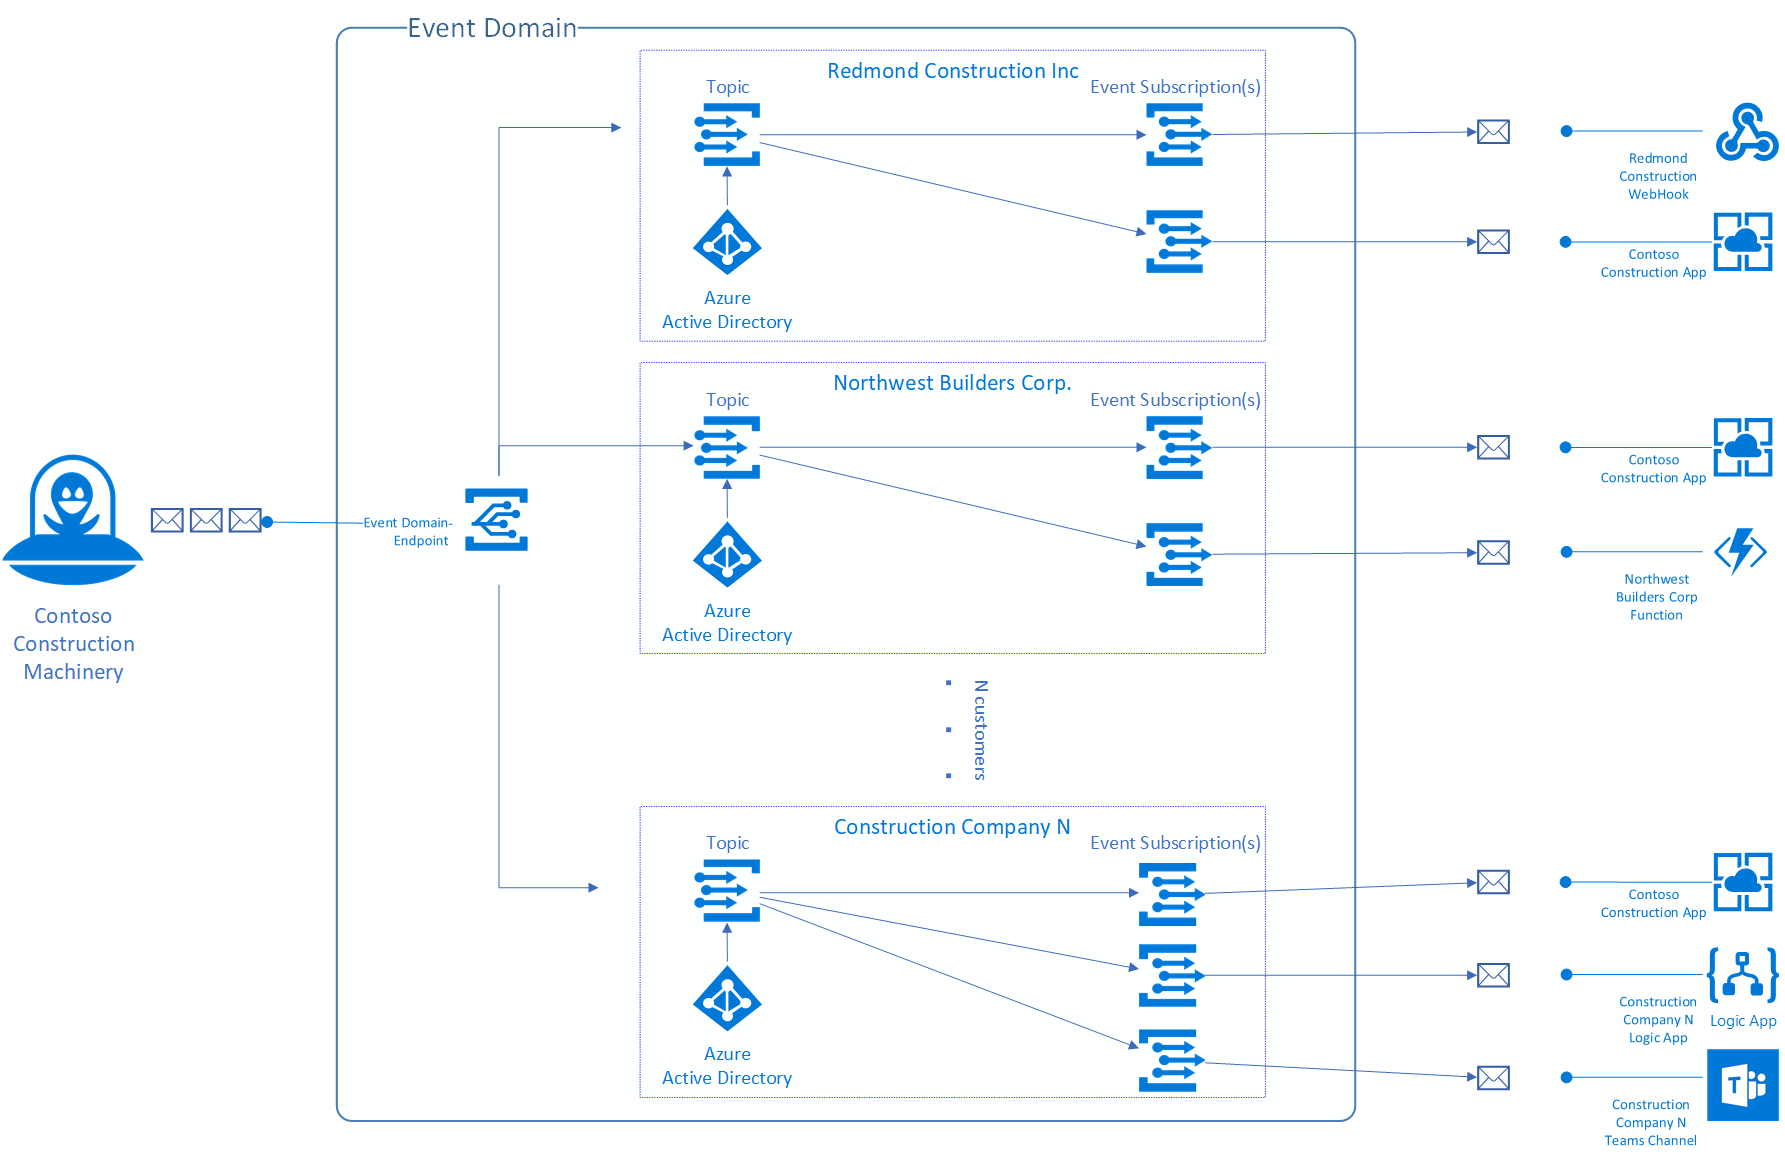 Event Domain
Redmond Construction Inc
Topic
Event Subscription(s)
Azure
Active Directory
Redmond
Construction
WebHook
Contoso
Construction App
Northwest Builders Corp.
Topic
Event Subscription(s)
Azure
Active Directory
Contoso
Construction App
Northwest
Builders Corp
Function
Contoso
Construction
Machinery
Event Domain-
Endpoint
N customers
Construction Company N
Topic
Event Subscription(s)
Azure
Active Directory
Contoso
Construction App
Construction
Company N
Logic App
Logic App
T
Construction
Company N
Teams Channel